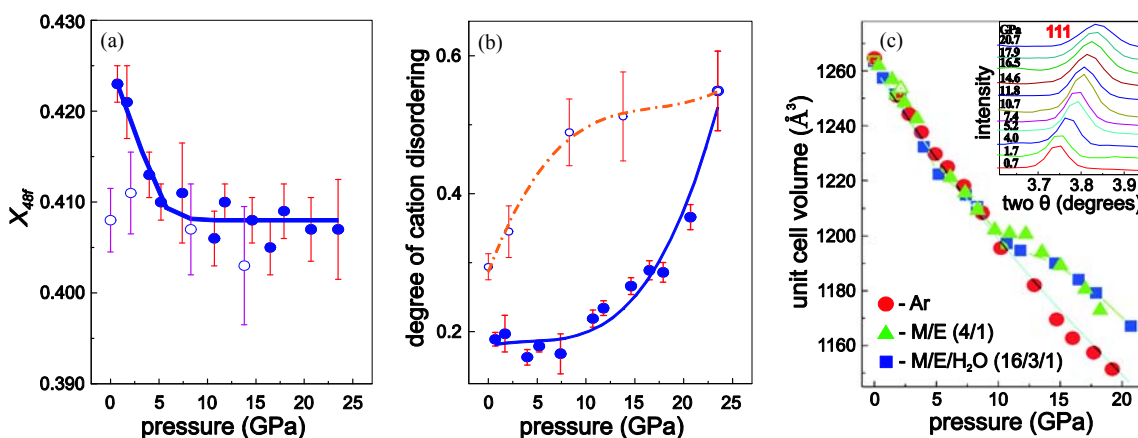 (a)
X48f
0.430
0.420
0.410
0.400
0.390
0 5 10 15 20 25
pressure (GPa)
(b)
degree of cation disordering
0.6
0.4
0.2
0 5 10 15 20 25
pressure (GPa)
(c)
unit cell volume (Å³)
1260
1240
1220
1200
1180
1160
0 5 10 15 20
pressure (GPa)
- Ar
- M/E (4/1)
- M/E/H₂O (16/3/1)
111
intensity
GPa
20.7
17.9
16.5
14.6
11.8
10.7
7.4
5.2
4.0
1.7
0.7
3.7 3.8 3.9
two θ (degrees)